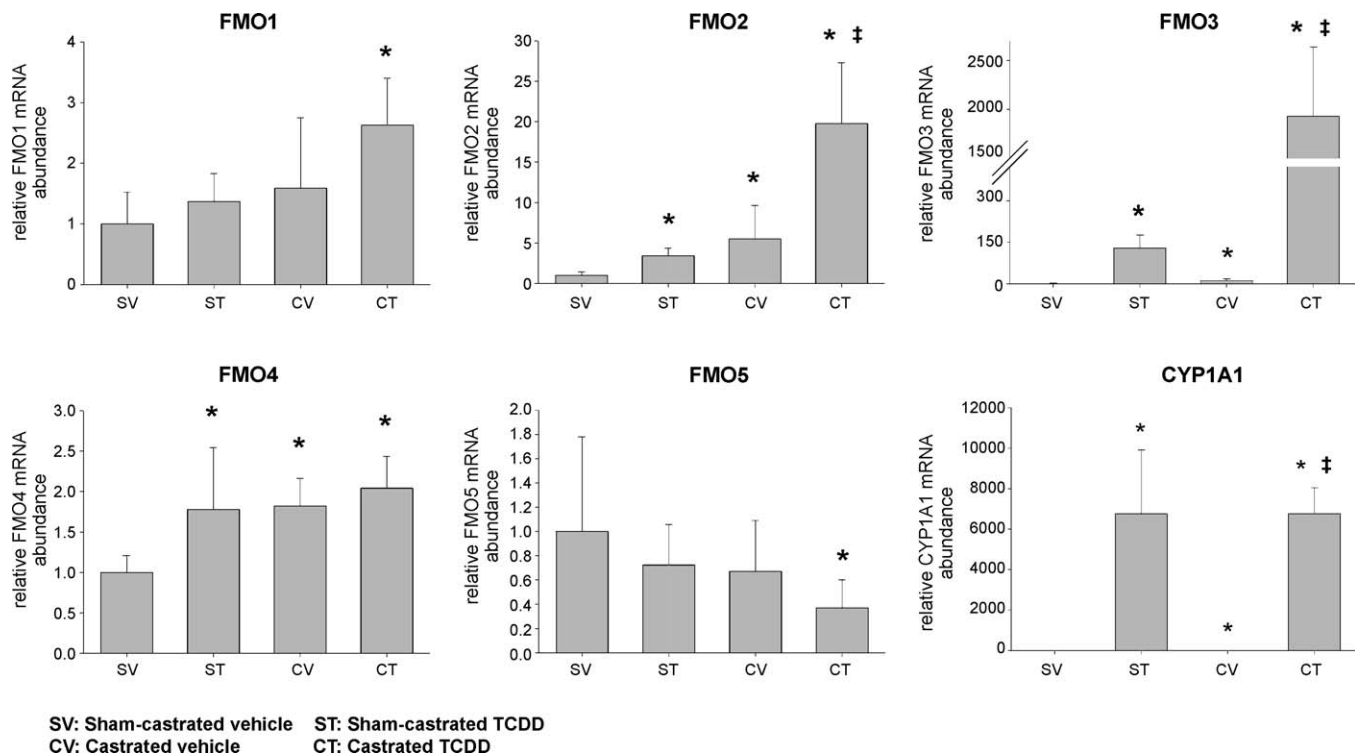 FMO1
relative FMO1 mRNA
abundance
4
3
2
1
0
*
SV ST CV CT
FMO2
relative FMO2 mRNA
abundance
30
25
20
15
10
5
0
* * * ‡
SV ST CV CT
FMO3
relative FMO3 mRNA
abundance
2500
2000
1500
300
150
0
* * * ‡
SV ST CV CT
FMO4
relative FMO4 mRNA
abundance
3.0
2.5
2.0
1.5
1.0
0.5
0.0
* * *
SV ST CV CT
FMO5
relative FMO5 mRNA
abundance
2.0
1.8
1.6
1.4
1.2
1.0
0.8
0.6
0.4
0.2
0.0
*
SV ST CV CT
CYP1A1
relative CYP1A1 mRNA
abundance
12000
10000
8000
6000
4000
2000
0
* * * ‡
SV ST CV CT
SV: Sham-castrated vehicle ST: Sham-castrated TCDD
CV: Castrated vehicle CT: Castrated TCDD